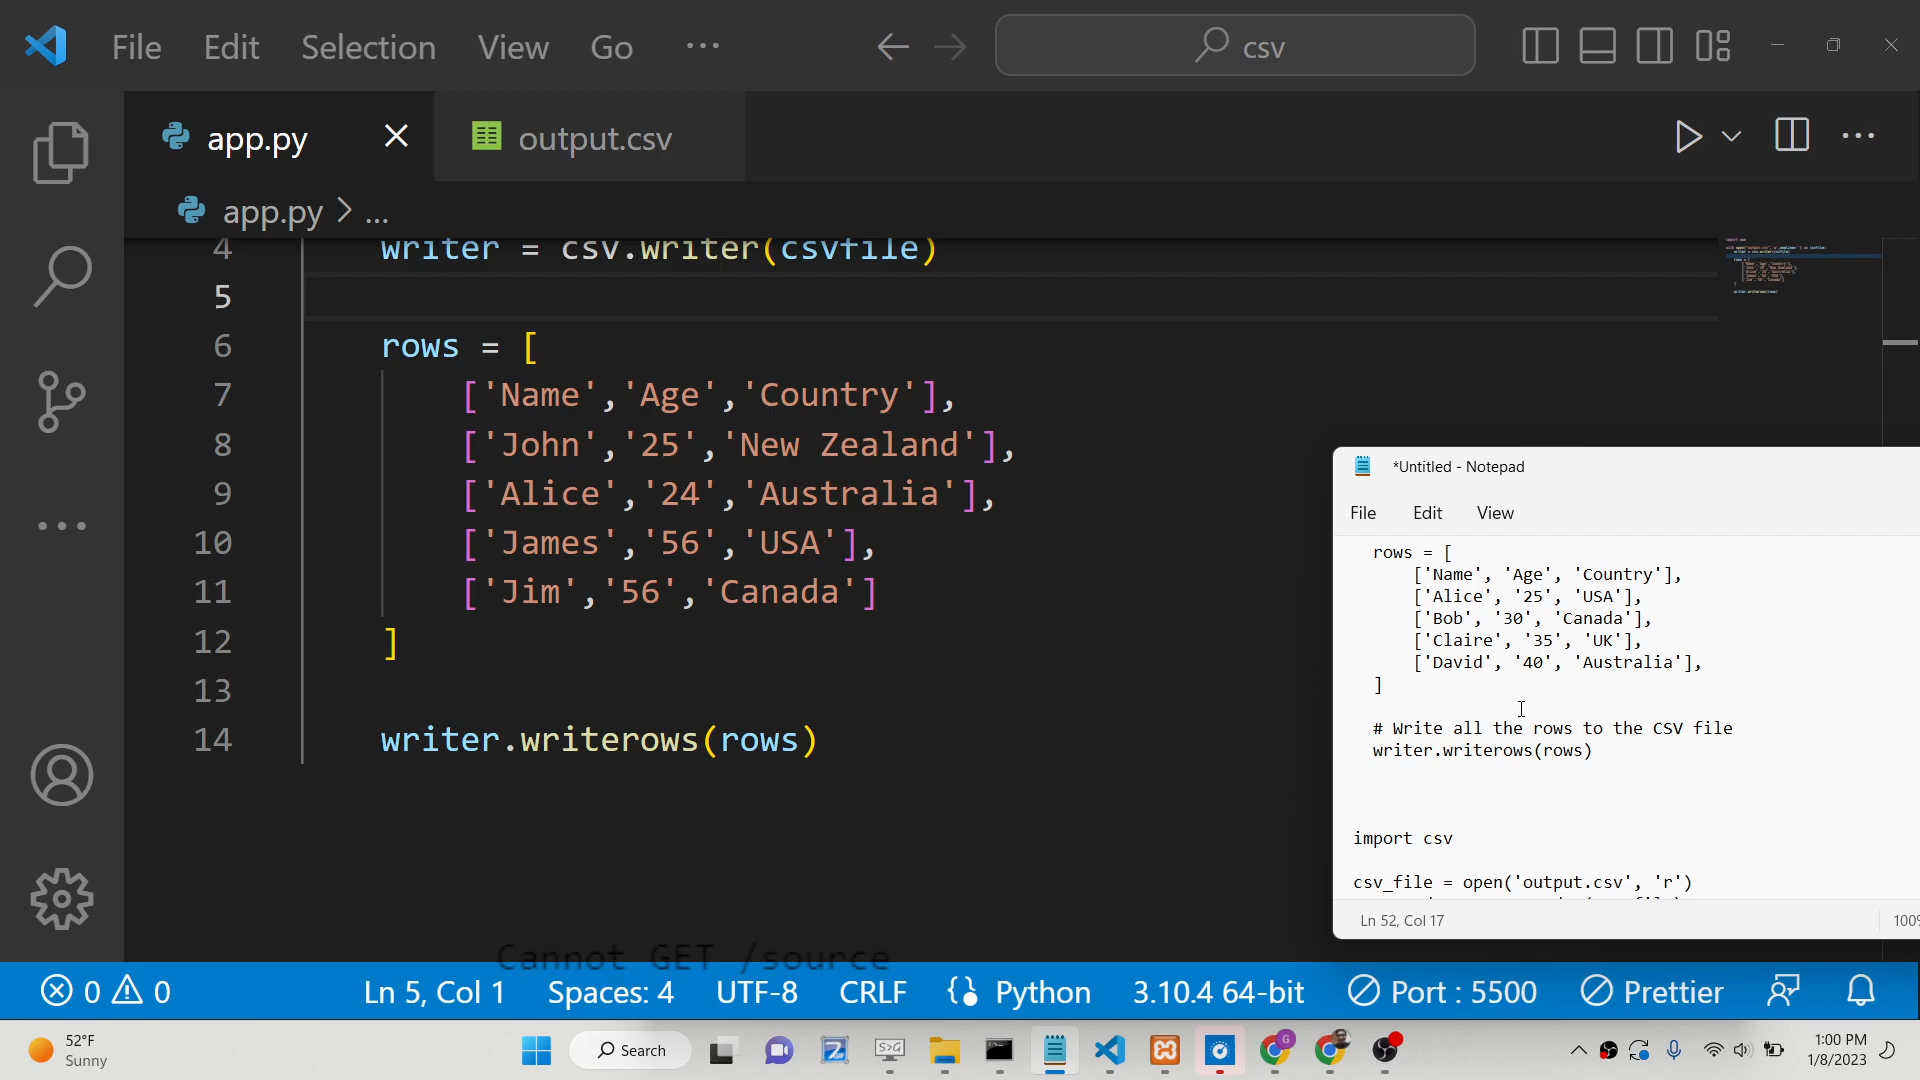 File Edit Selection View Go ...
csv
app.py
output.csv
app.py > ...
4 writer = csv.writer(csvfile)
5
6 rows = [
7 ['Name','Age','Country'],
8 ['John','25','New Zealand'],
9 ['Alice','24','Australia'],
10 ['James','56','USA'],
11 ['Jim','56','Canada']
12 ]
13
14 writer.writerows(rows)
*Untitled - Notepad
File Edit View
rows = [
['Name', 'Age', 'Country'],
['Alice', '25', 'USA'],
['Bob', '30', 'Canada'],
['Claire', '35', 'UK'],
['David', '40', 'Australia'],
]
# Write all the rows to the CSV file
writer.writerows(rows)
import csv
csv_file = open('output.csv', 'r')
Ln 52, Col 17
100%
Cannot GET /source
0 0 Ln 5, Col 1 Spaces: 4 UTF-8 CRLF Python 3.10.4 64-bit Port : 5500 Prettier
52°F
Sunny
Search
1:00 PM
1/8/2023